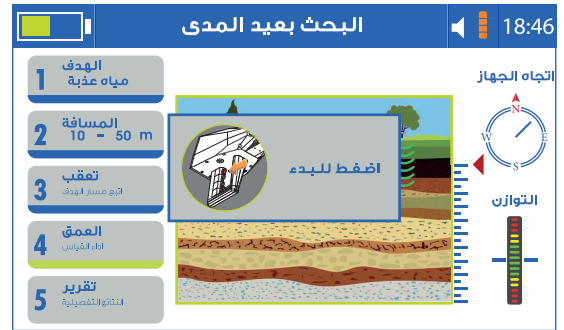 البحث بعيد المدى
18:46
1
الهدف
مياه عذبة
2
المسافة
10 - 50 m
3
تعقب
اتبع مسار الهدف
4
العمق
اداء القياس
5
تقرير
النتائج التفصيلية
اضغط للبدء
اتجاه الجهاز
N
W
E
S
التوازن